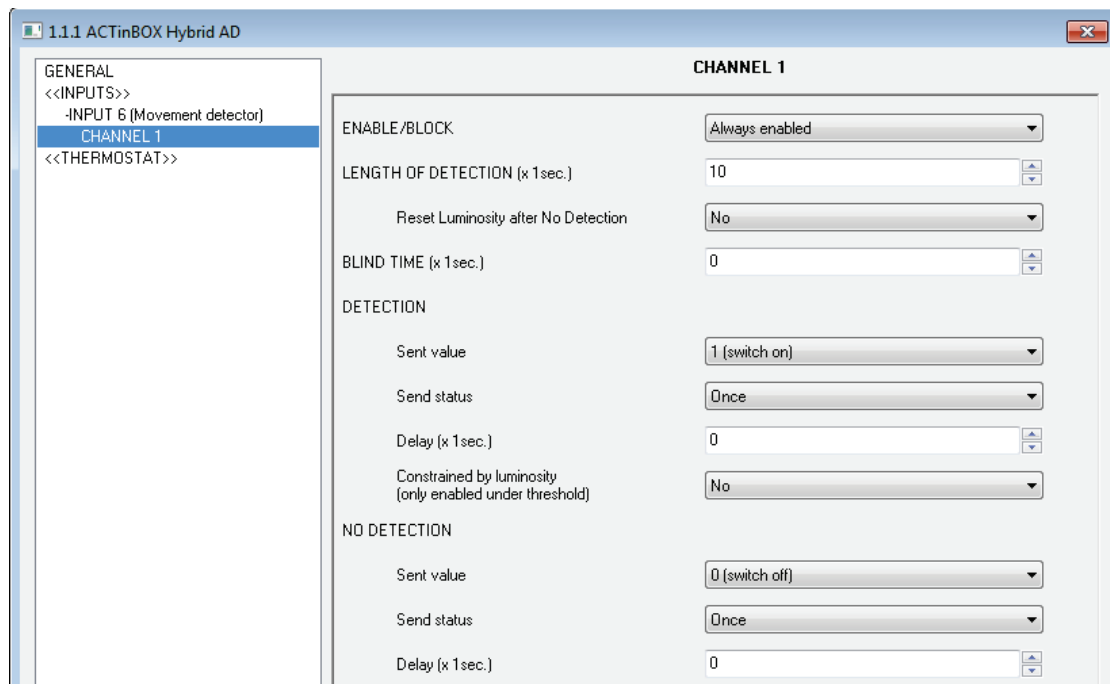 1.1.1 ACTinBOX Hybrid AD
GENERAL
<<INPUTS>>
-INPUT 6 (Movement detector)
CHANNEL 1
<<THERMOSTAT>>
CHANNEL 1
ENABLE/BLOCK Always enabled
LENGTH OF DETECTION (x 1sec.) 10
Reset Luminosity after No Detection No
BLIND TIME (x 1sec.) 0
DETECTION
Sent value 1 (switch on)
Send status Once
Delay (x 1sec.) 0
Constrained by luminosity
(only enabled under threshold) No
NO DETECTION
Sent value 0 (switch off)
Send status Once
Delay (x 1sec.) 0